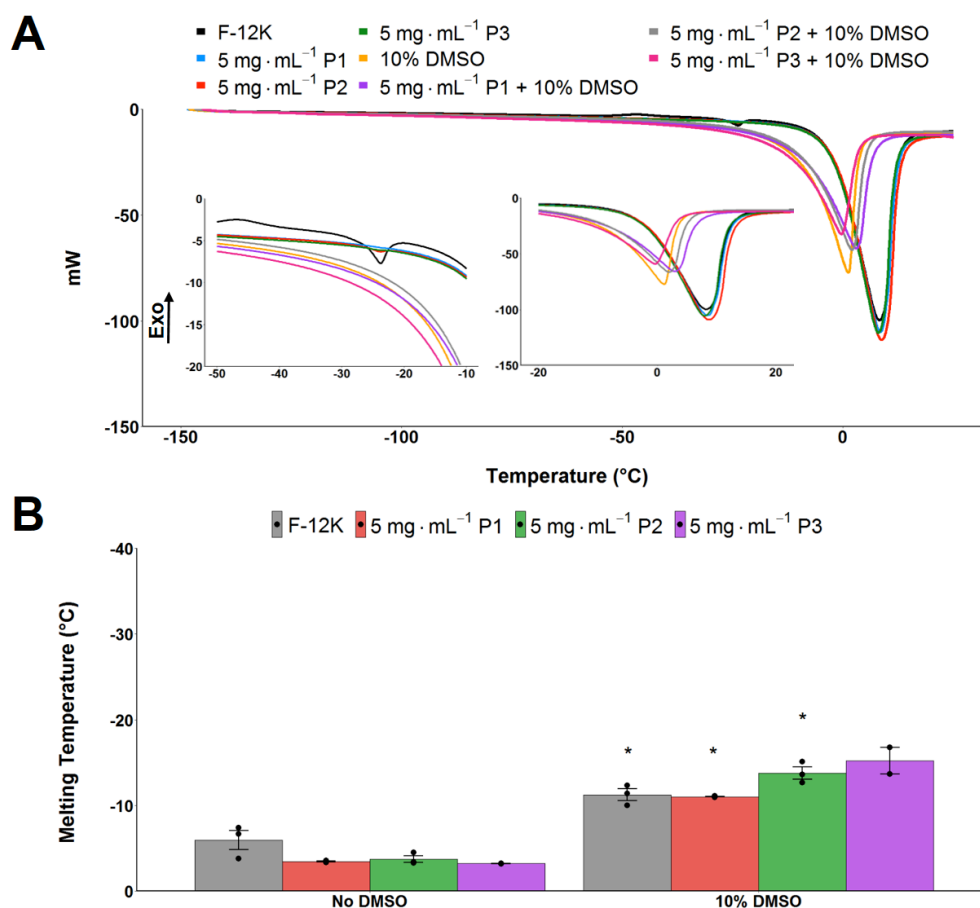 A
F-12K
5 mg · mL⁻¹ P1
5 mg · mL⁻¹ P2
5 mg · mL⁻¹ P3
10% DMSO
5 mg · mL⁻¹ P1 + 10% DMSO
5 mg · mL⁻¹ P2 + 10% DMSO
5 mg · mL⁻¹ P3 + 10% DMSO
0
-50
-100
-150
mW
Exo
0
-5
-10
-15
-20
-50 -40 -30 -20 -10
0
-50
-100
-150
-20 0 20
-150 -100 -50 0
Temperature (°C)
B
F-12K 5 mg · mL⁻¹ P1 5 mg · mL⁻¹ P2 5 mg · mL⁻¹ P3
-40
-30
-20
-10
0
Melting Temperature (°C)
* * *
No DMSO 10% DMSO